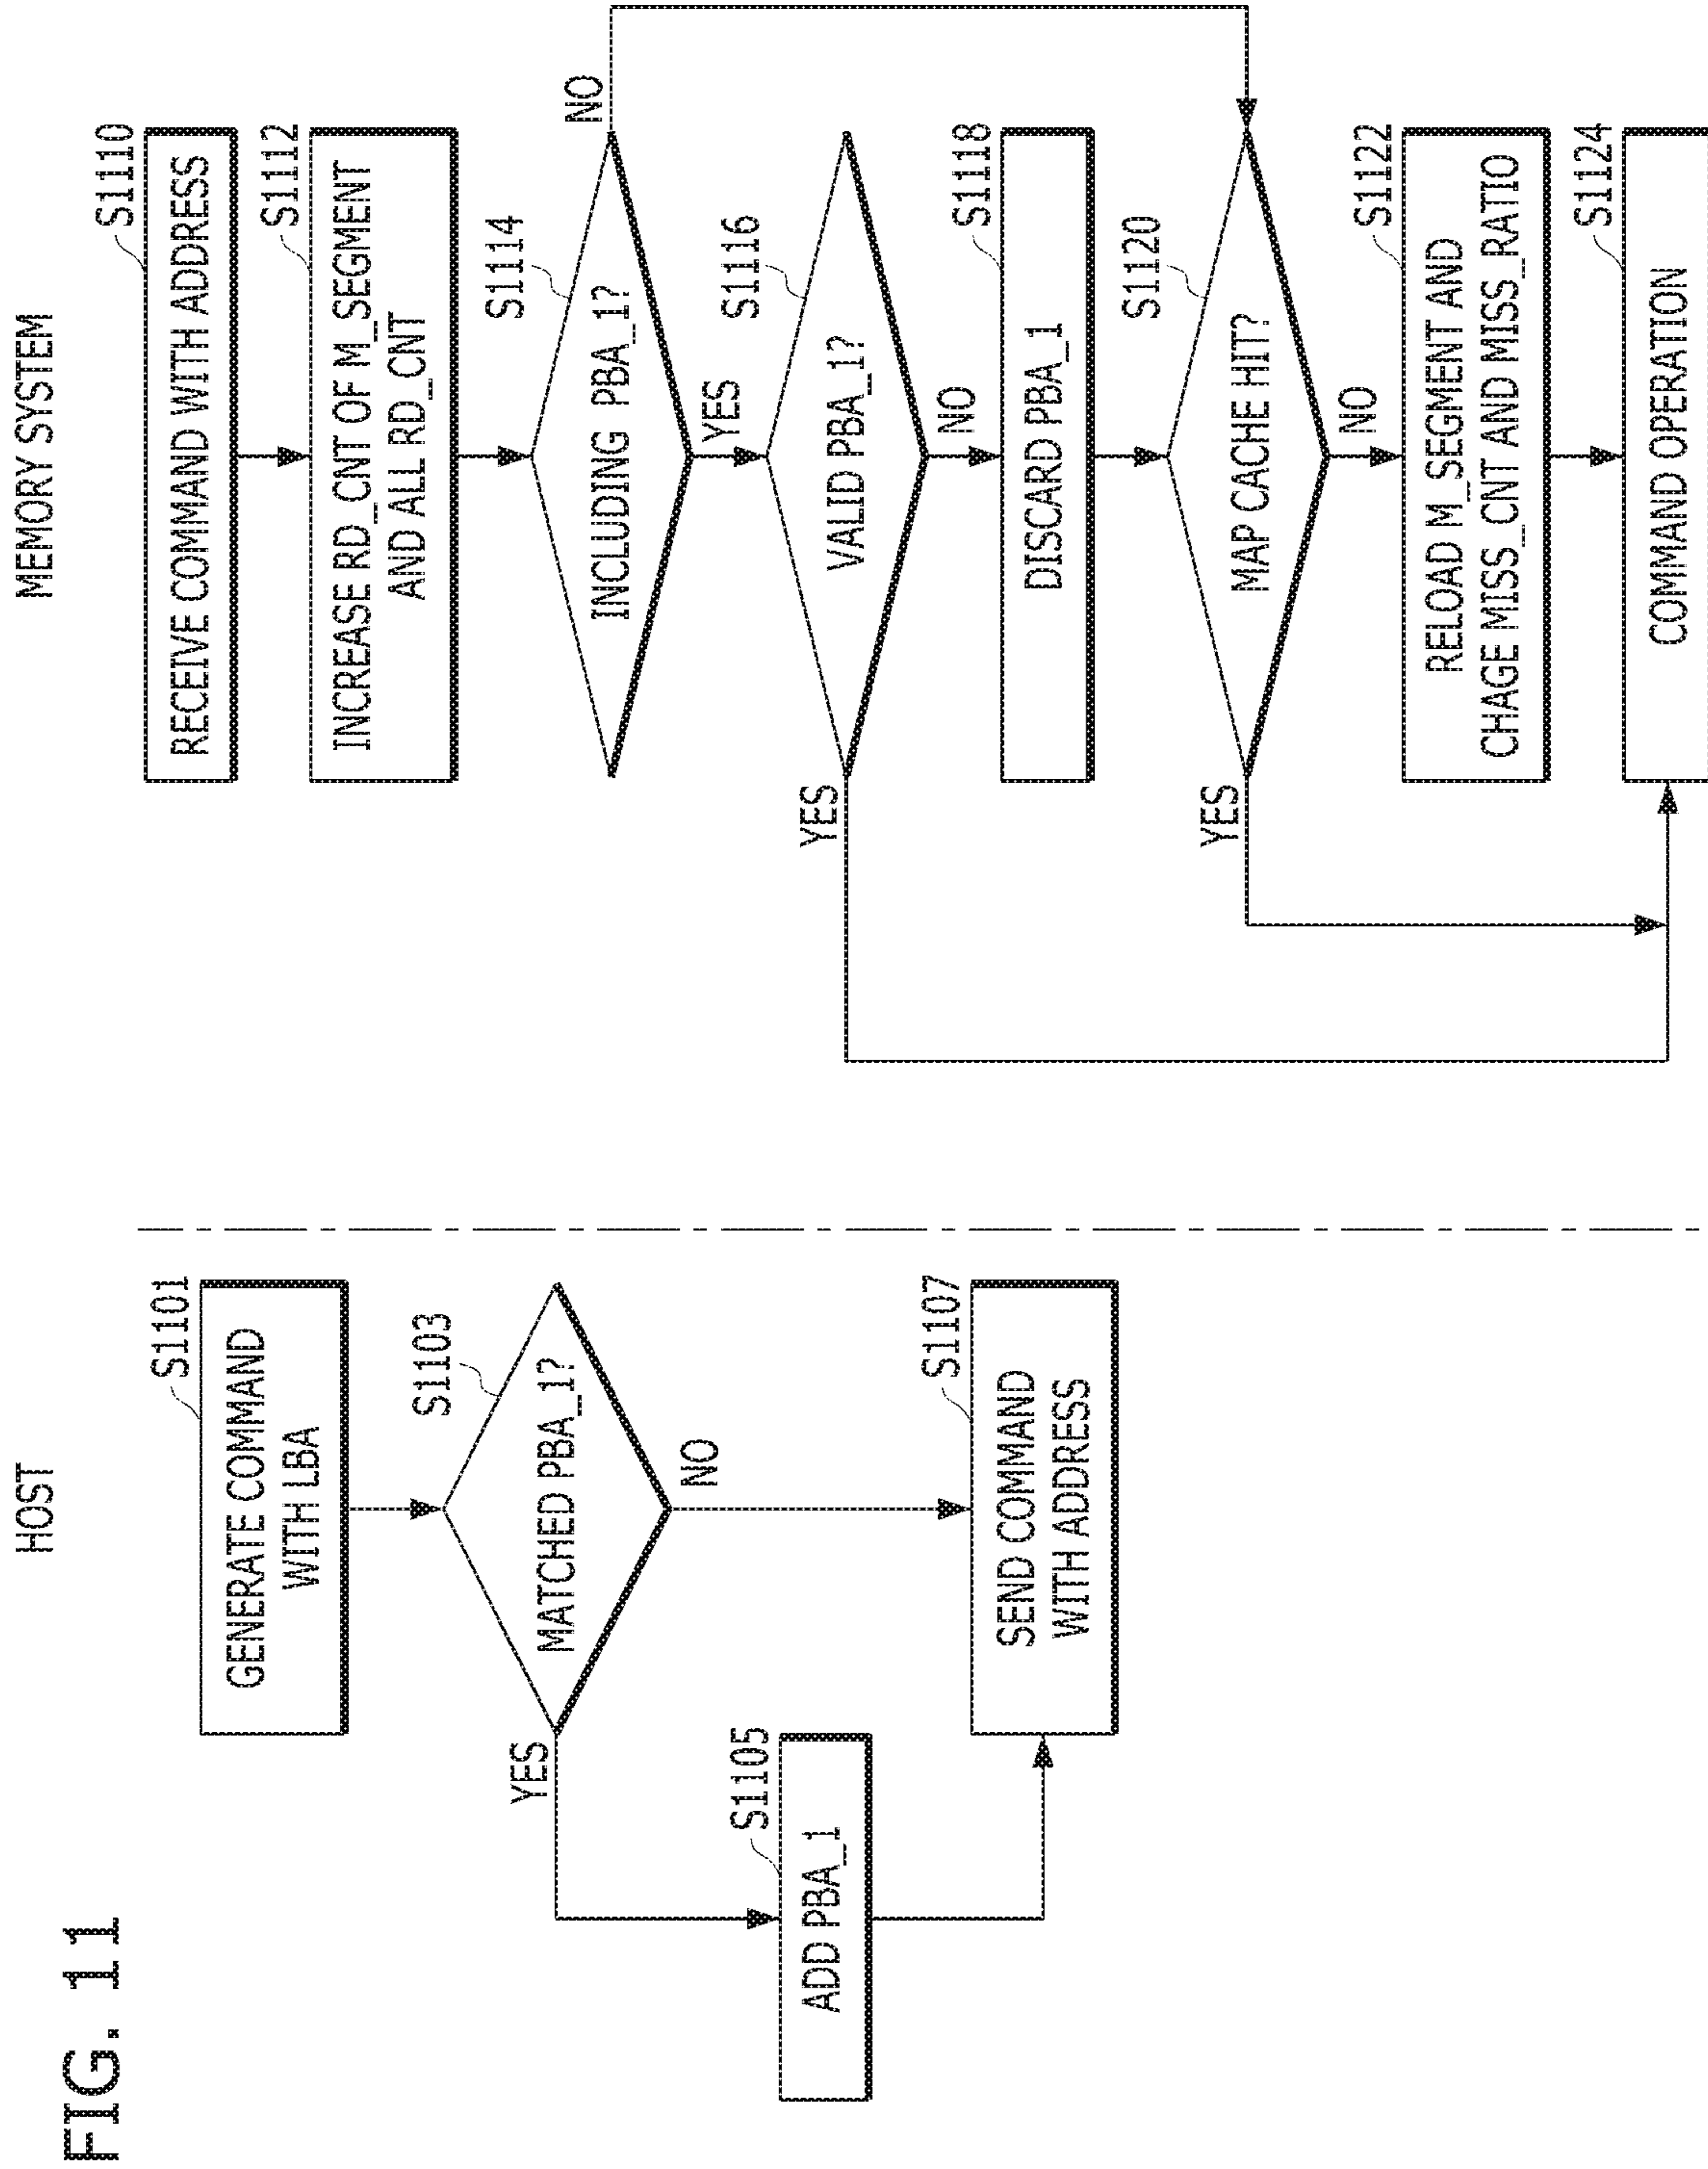 FIG. 11
HOST
S1101
GENERATE COMMAND
WITH LBA
S1103
MATCHED PBA_1?
YES
NO
S1105
ADD PBA_1
S1107
SEND COMMAND
WITH ADDRESS
MEMORY SYSTEM
S1110
RECEIVE COMMAND WITH ADDRESS
S1112
INCREASE RD_CNT OF M_SEGMENT
AND ALL RD_CNT
S1114
INCLUDING PBA_1?
NO
YES
S1116
VALID PBA_1?
YES
NO
S1118
DISCARD PBA_1
S1120
MAP CACHE HIT?
YES
NO
S1122
RELOAD M_SEGMENT AND
CHAGE MISS_CNT AND MISS_RATIO
S1124
COMMAND OPERATION